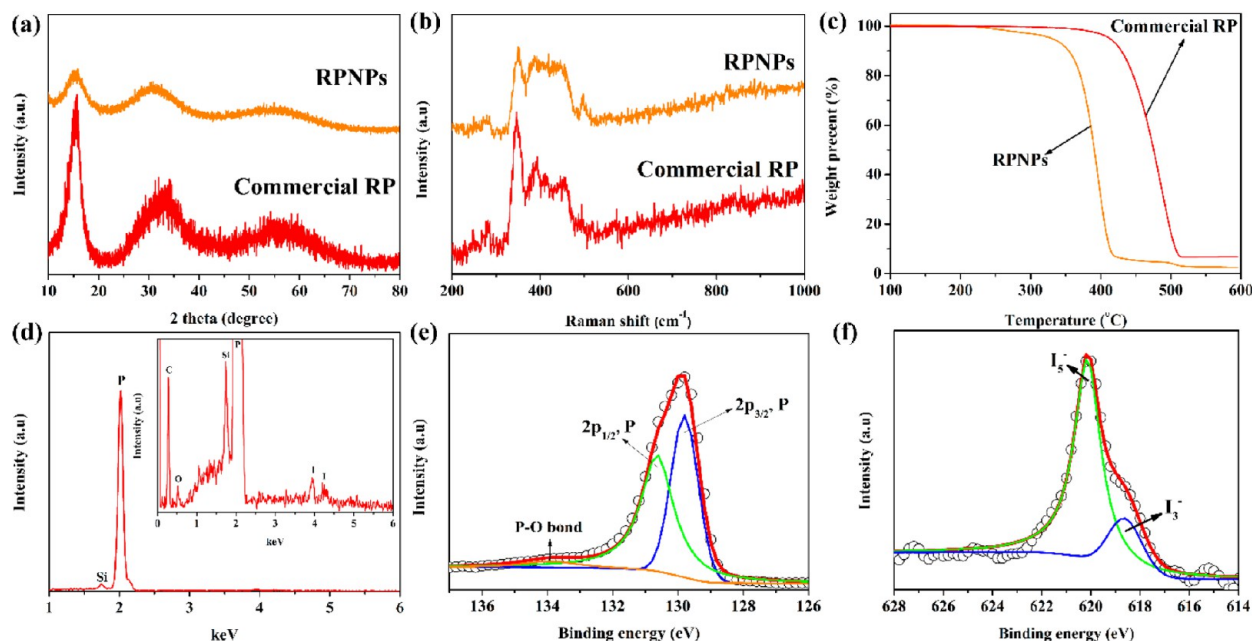 (a)
RPNPs
Commercial RP
Intensity (a.u.)
10 20 30 40 50 60 70 80
2 theta (degree)
(b)
RPNPs
Commercial RP
Intensity (a.u)
200 400 600 800 1000
Raman shift (cm-1)
(c)
Commercial RP
RPNPs
Weight precent (%)
100
80
60
40
20
0
100 200 300 400 500 600
Temperature (°C)
(d)
P
Si
Intensity (a.u)
1 2 3 4 5 6
keV
C
O
Si
P
I
I
Intensity (a.u)
0 1 2 3 4 5 6
keV
(e)
2p3/2, P
2p1/2, P
P-O bond
Intensity (a.u)
136 134 132 130 128 126
Binding energy (eV)
(f)
I5-
I3-
Intensity (a.u)
628 626 624 622 620 618 616 614
Binding energy (eV)